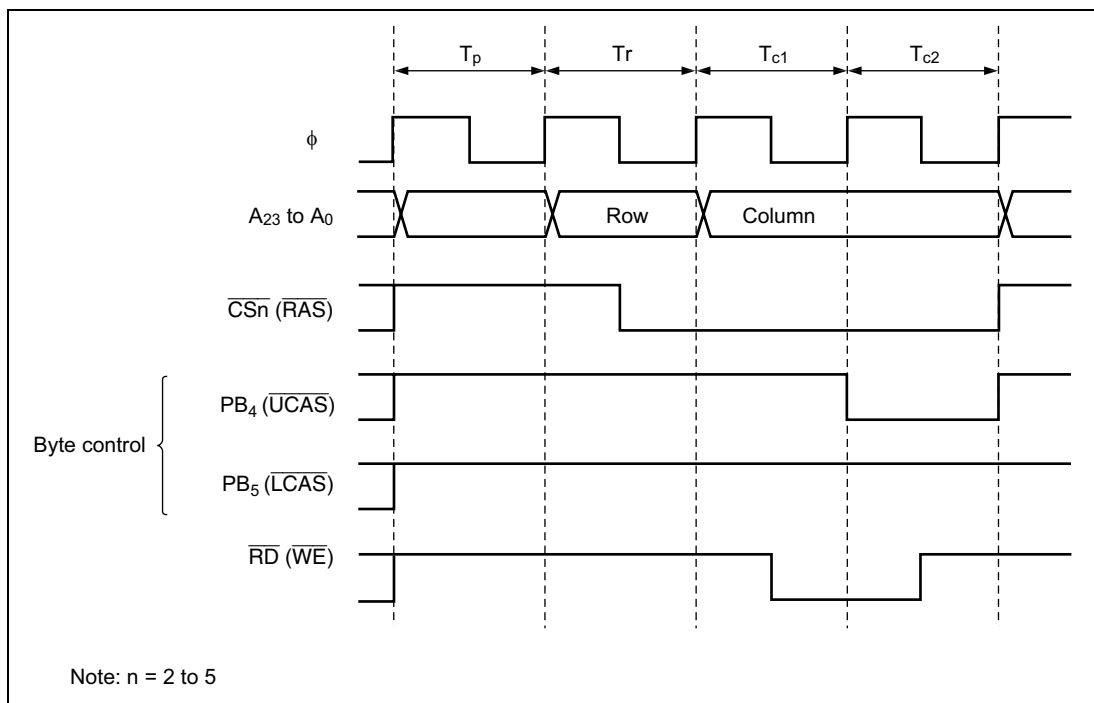 Tp Tr Tc1 Tc2
φ
A23 to A0
Row Column
CSn (RAS)
PB4 (UCAS)
Byte control
PB5 (LCAS)
RD (WE)
Note: n = 2 to 5